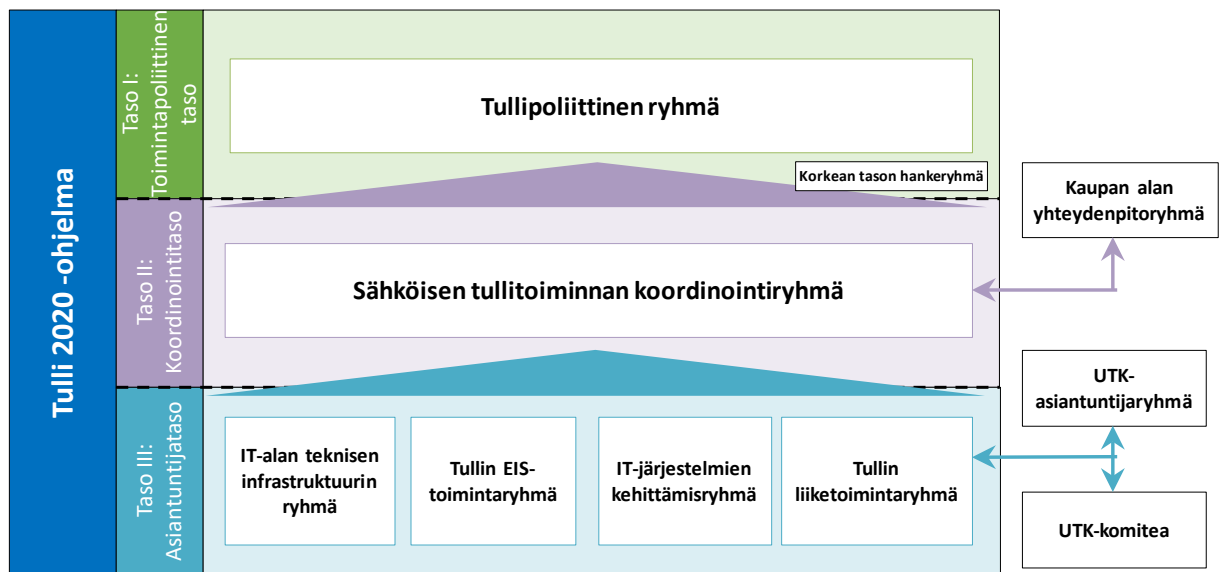 Tulli 2020 -ohjelma
Taso I:
Toimintapoliittinen
taso
Tullipoliittinen ryhmä
Korkean tason hankeryhmä
Taso II:
Koordinointitaso
Sähköisen tullitoiminnan koordinointiryhmä
Kaupan alan
yhteydenpitoryhmä
Taso III:
Asiantuntijataso
IT-alan teknisen
infrastruktuurin
ryhmä
Tullin EIS-
toimintaryhmä
IT-järjestelmien
kehittämisryhmä
Tullin
liiketoimintaryhmä
UTK-
asiantuntijaryhmä
UTK-komitea